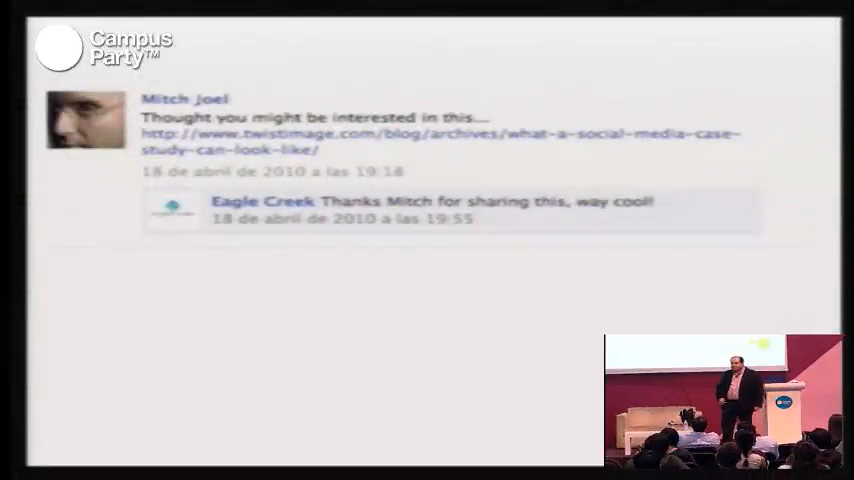 Campus
Party™
Mitch Joel
Thought you might be interested in this...
http://www.twistimage.com/blog/archives/what-a-social-media-case-
study-can-look-like/
18 de abril de 2010 a las 19:18
Eagle Creek Thanks Mitch for sharing this, way cool!
18 de abril de 2010 a las 19:55